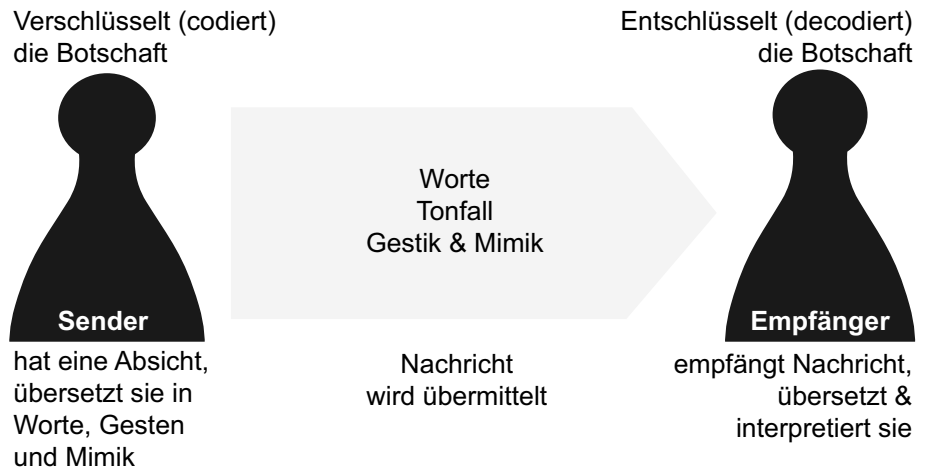 Verschlüsselt (codiert)
die Botschaft
Entschlüsselt (decodiert)
die Botschaft
Worte
Tonfall
Gestik & Mimik
Sender
Empfänger
hat eine Absicht,
übersetzt sie in
Worte, Gesten
und Mimik
Nachricht
wird übermittelt
empfängt Nachricht,
übersetzt &
interpretiert sie